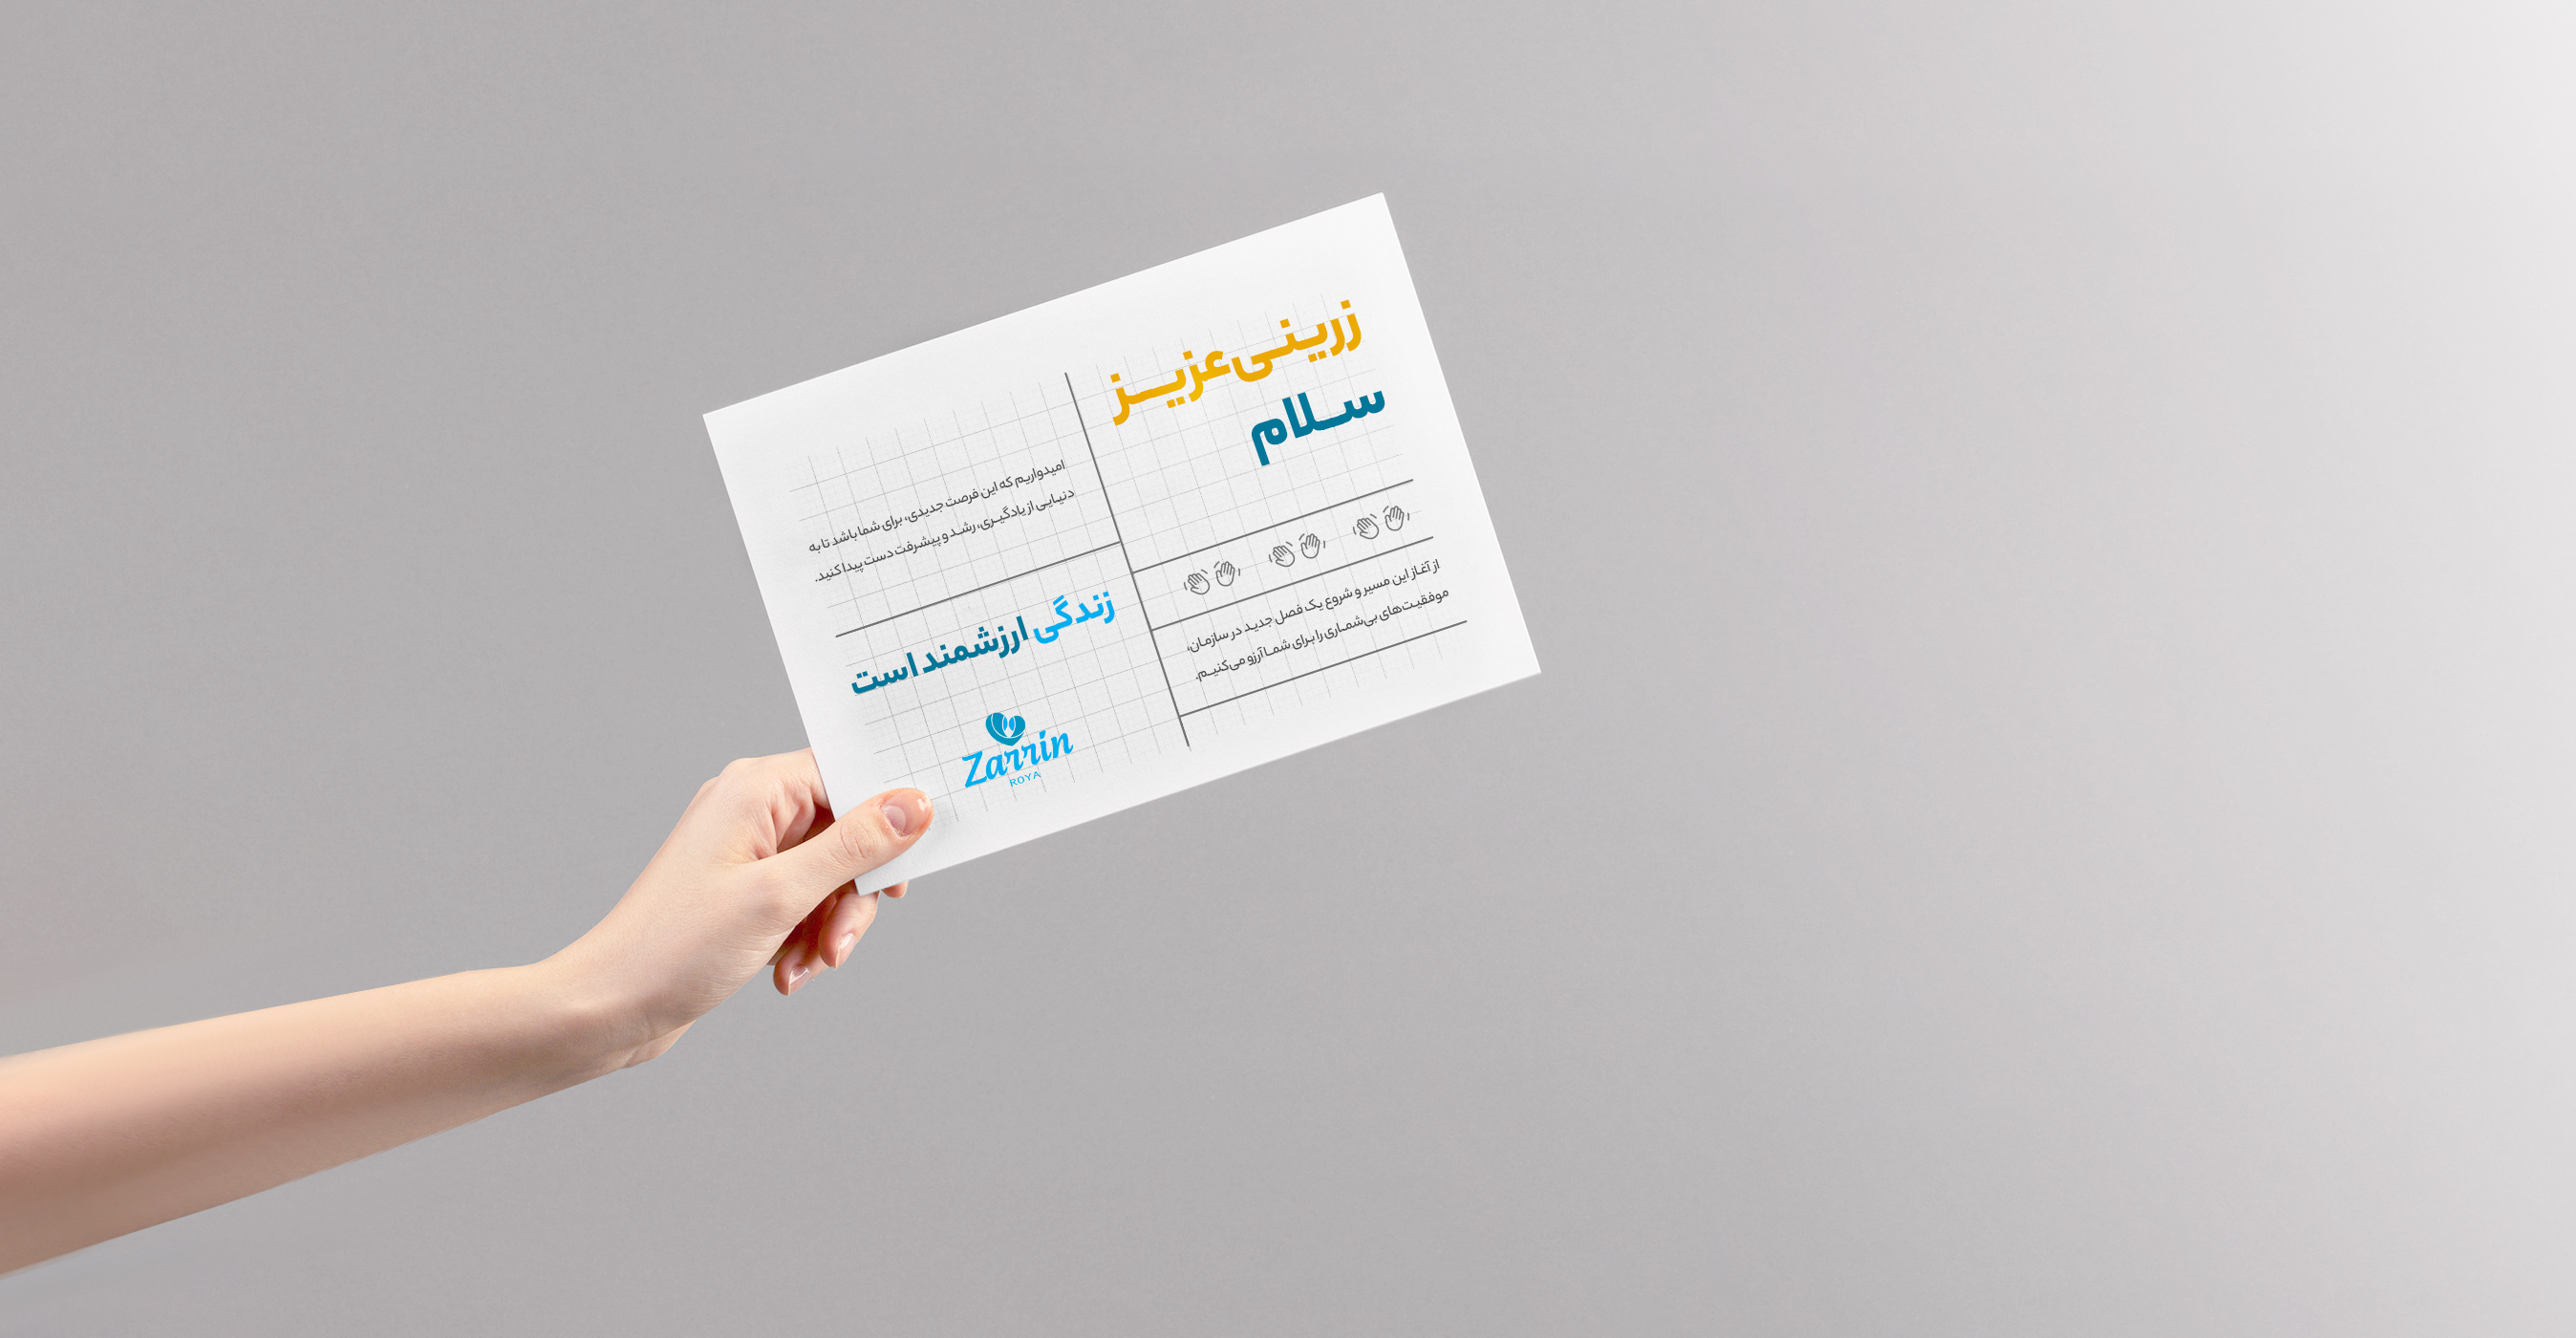 زرینی عزیز
سلام
از آغاز این مسیر و شروع یک فصل جدید در سازمان،
موفقیت‌های بی‌شماری را برای شما آرزو می‌کنیم.
امیدواریم که این فرصت جدیدی، برای شما باشد تا به
دنیایی از یادگیری، رشد و پیشرفت دست پیدا کنید.
زندگی ارزشمند است
Zarrin
ROYA